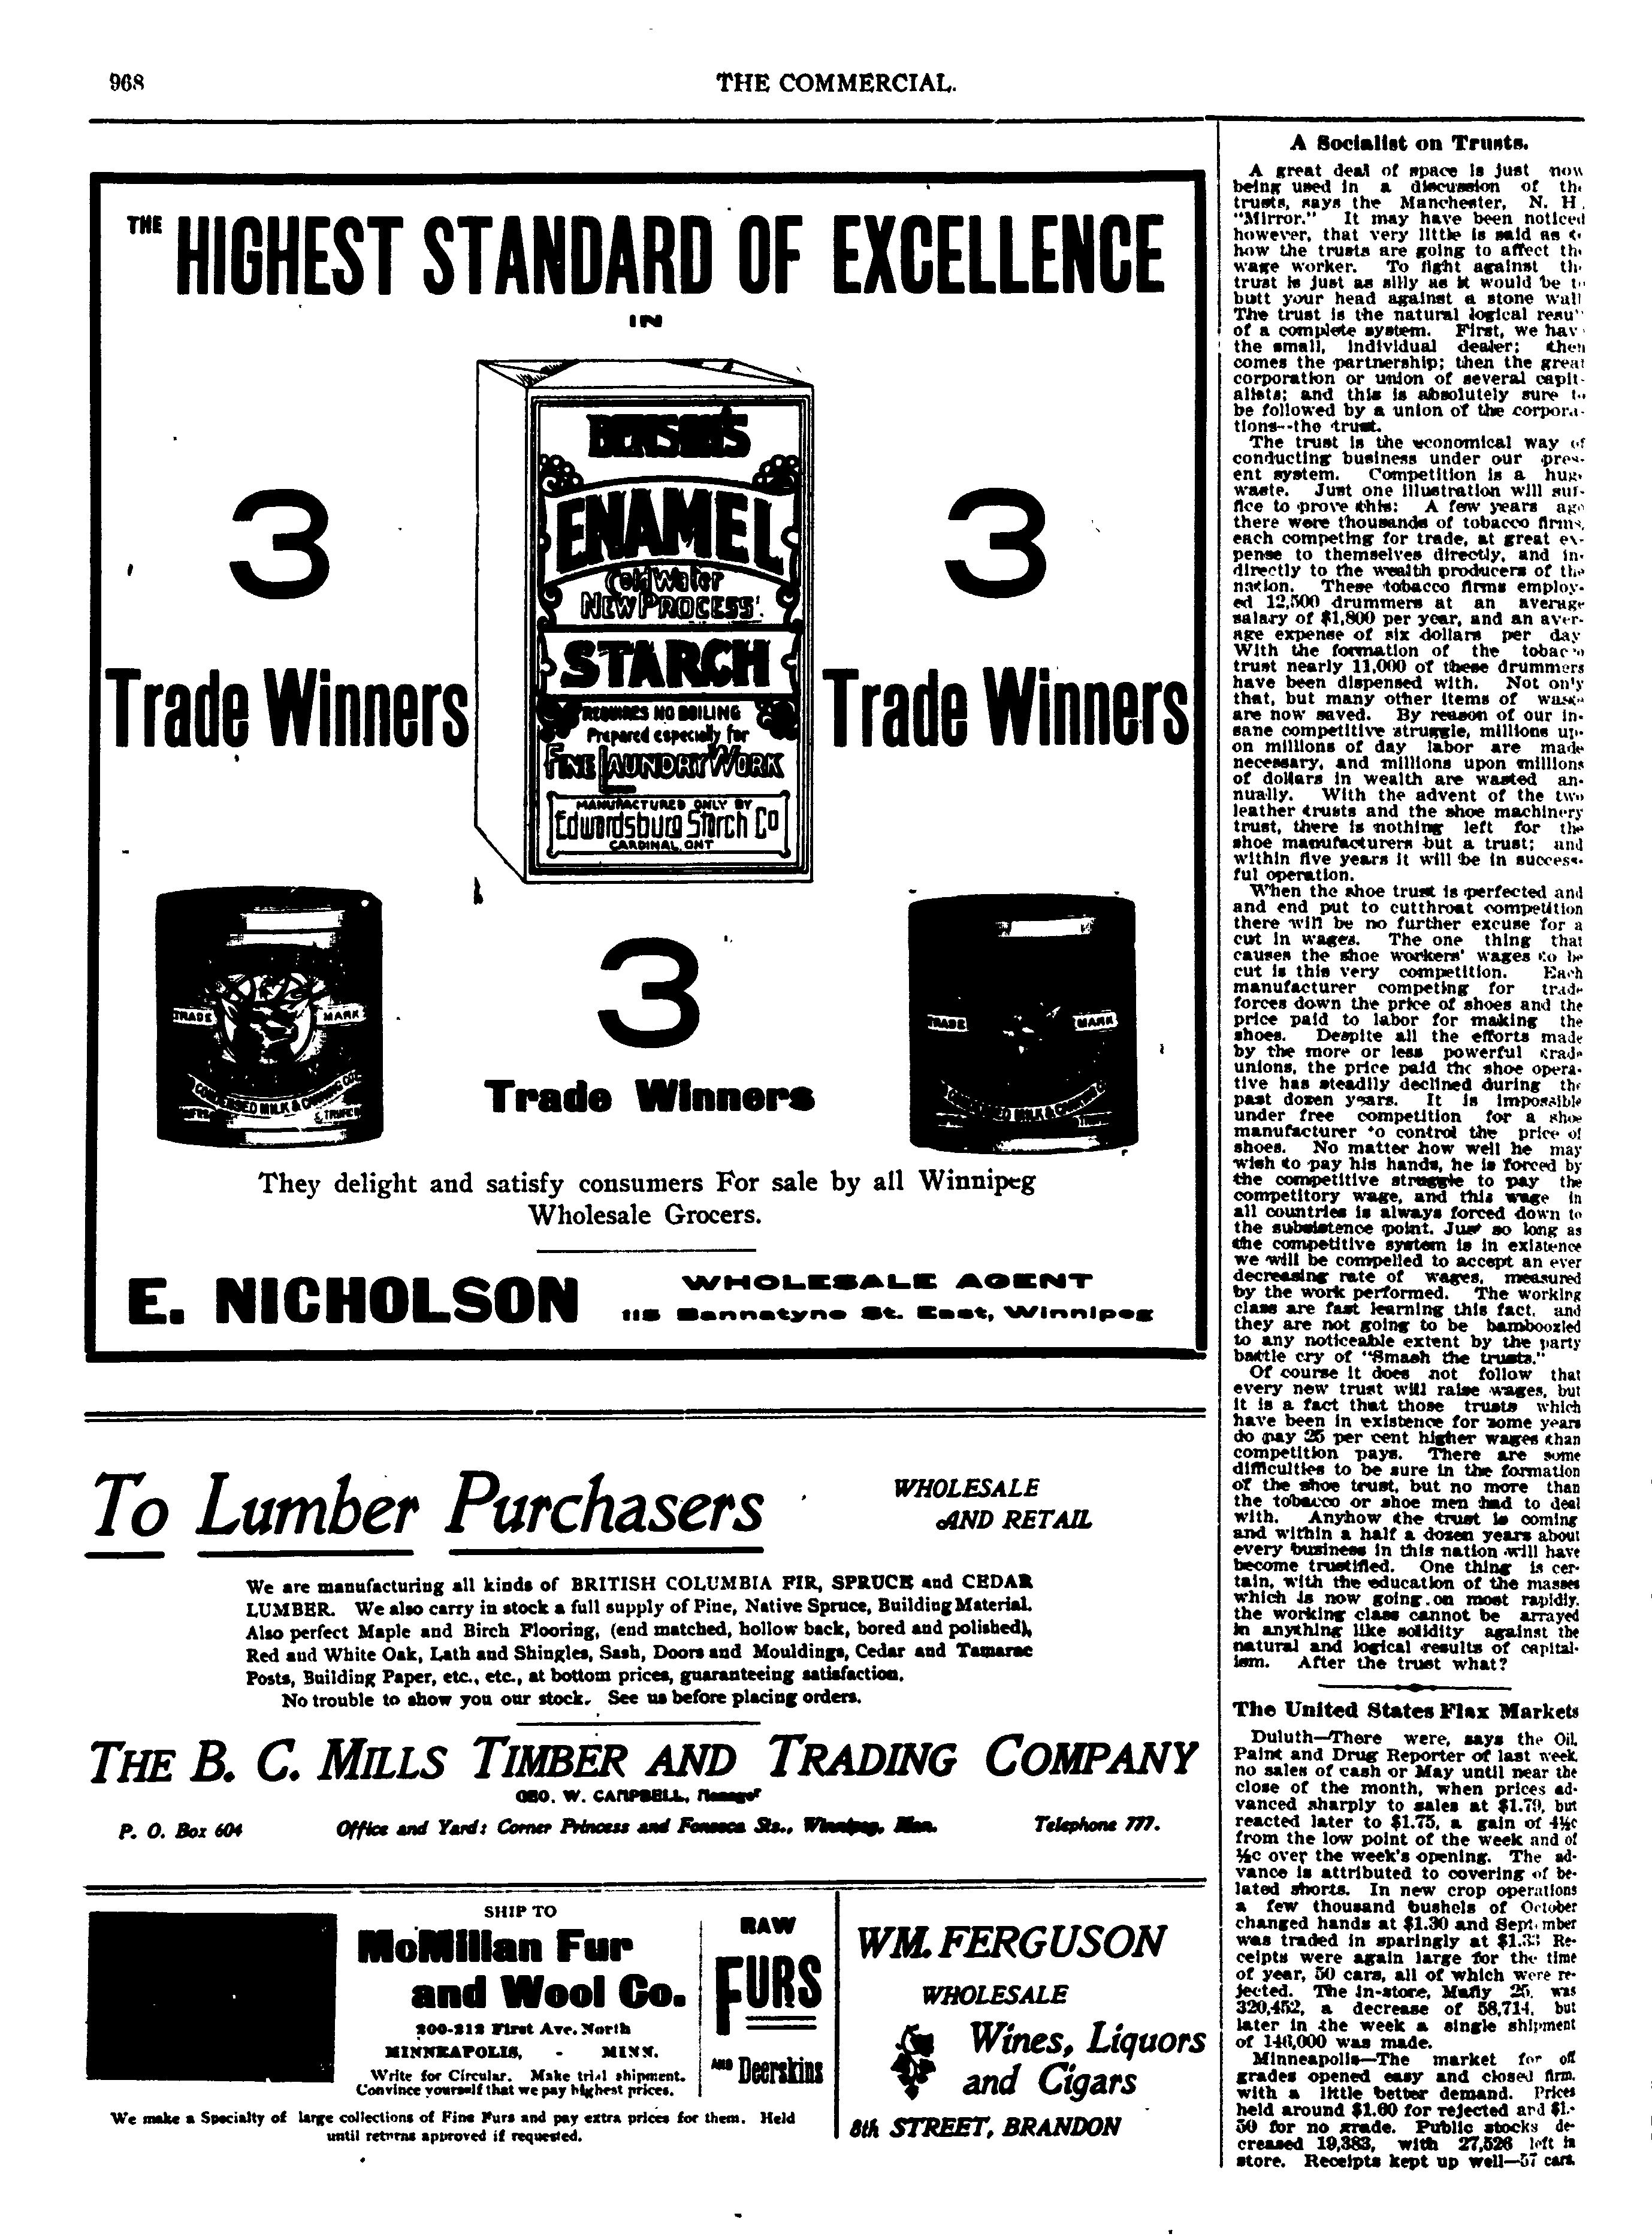 968
THE COMMERCIAL.
THE HIGHEST STANDARD OF EXCELLENCE
IN
BENSON'S
ENAMEL
Cold Water
NEW PROCESS
STARCH
REQUIRES NO BOILING
Prepared especially for
FINE LAUNDRY WORK
MANUFACTURED ONLY BY
Edwardsburg Starch Co
CARDINAL, ONT
3
Trade Winners
3
Trade Winners
TRADE MARK
CONDENSED MILK & CANNING CO.
3
Trade Winners
TRADE MARK
CONDENSED MILK & CANNING CO.
They delight and satisfy consumers For sale by all Winnipeg
Wholesale Grocers.
E. NICHOLSON
WHOLESALE AGENT
115 Bannatyne St. East, Winnipeg
To Lumber Purchasers
WHOLESALE
AND RETAIL
We are manufacturing all kinds of BRITISH COLUMBIA FIR, SPRUCE and CEDAR
LUMBER. We also carry in stock a full supply of Pine, Native Spruce, Building Material.
Also perfect Maple and Birch Flooring, (end matched, hollow back, bored and polished),
Red and White Oak, Lath and Shingles, Sash, Doors and Mouldings, Cedar and Tamarac
Posts, Building Paper, etc., etc., at bottom prices, guaranteeing satisfaction.
No trouble to show you our stock. See us before placing orders.
THE B. C. MILLS TIMBER AND TRADING COMPANY
GEO. W. CAMPBELL, Manager
P. O. Box 604
Office and Yard: Corner Princess and Fonseca Sts., Winnipeg, Man.
Telephone 777.
SHIP TO
McMillan Fur
and Wool Co.
200-212 First Ave. North
MINNEAPOLIS, - MINN.
Write for Circular. Make trial shipment.
Convince yourself that we pay highest prices.
RAW
FURS
AND Deerskins
We make a Specialty of large collections of Fine Furs and pay extra prices for them. Held
until returns approved if requested.
WM. FERGUSON
WHOLESALE
Wines, Liquors
and Cigars
8th STREET, BRANDON
A Socialist on Trusts.
A great deal of space is just now
being used in a discussion of the
trusts, says the Manchester, N. H.
"Mirror." It may have been noticed
however, that very little is said as to
how the trusts are going to affect the
wage worker. To fight against the
trust is just as silly as it would be to
butt your head against a stone wall
The trust is the natural logical resu'
of a complete system. First, we have
the small, individual dealer; then
comes the partnership; then the great
corporation or union of several capit-
alists; and this is absolutely sure to
be followed by a union of the corpora-
tions--the trust.
The trust is the economical way of
conducting business under our pres-
ent system. Competition is a huge
waste. Just one illustration will suf-
fice to prove this: A few years ago
there were thousands of tobacco firms,
each competing for trade, at great ex-
pense to themselves directly, and in-
directly to the wealth producers of the
nation. These tobacco firms employ-
ed 12,500 drummers at an average
salary of $1,800 per year, and an aver-
age expense of six dollars per day
With the formation of the tobacco
trust nearly 11,000 of these drummers
have been dispensed with. Not only
that, but many other items of waste
are now saved. By reason of our in-
sane competitive struggle, millions up-
on millions of day labor are made
necessary, and millions upon millions
of dollars in wealth are wasted an-
nually. With the advent of the two
leather trusts and the shoe machinery
trust, there is nothing left for the
shoe manufacturers but a trust; and
within five years it will be in success-
ful operation.
When the shoe trust is perfected and
and end put to cutthroat competition
there will be no further excuse for a
cut in wages. The one thing that
causes the shoe workers' wages to be
cut is this very competition. Each
manufacturer competing for trade
forces down the price of shoes and the
price paid to labor for making the
shoes. Despite all the efforts made
by the more or less powerful trade
unions, the price paid the shoe opera-
tive has steadily declined during the
past dozen years. It is impossible
under free competition for a shoe
manufacturer to control the price of
shoes. No matter how well he may
wish to pay his hands, he is forced by
the competitive struggle to pay the
competitory wage, and this wage in
all countries is always forced down to
the subsistence point. Just so long as
the competitive system is in existence
we will be compelled to accept an ever
decreasing rate of wages, measured
by the work performed. The working
class are fast learning this fact, and
they are not going to be bamboozled
to any noticeable extent by the party
battle cry of "Smash the trusts."
Of course it does not follow that
every new trust will raise wages, but
it is a fact that those trusts which
have been in existence for some years
do pay 25 per cent higher wages than
competition pays. There are some
difficulties to be sure in the formation
of the shoe trust, but no more than
the tobacco or shoe men had to deal
with. Anyhow the trust is coming
and within a half a dozen years about
every business in this nation will have
become trustified. One thing is cer-
tain, with the education of the masses
which is now going on most rapidly,
the working class cannot be arrayed
in anything like solidity against the
natural and logical results of capital-
ism. After the trust what?
The United States Flax Markets
Duluth—There were, says the Oil,
Paint and Drug Reporter of last week
no sales of cash or May until near the
close of the month, when prices ad-
vanced sharply to sales at $1.79, but
reacted later to $1.75, a gain of 4½c
from the low point of the week and of
½c over the week's opening. The ad-
vance is attributed to covering of be-
lated shorts. In new crop operations
a few thousand bushels of October
changed hands at $1.30 and September
was traded in sparingly at $1.33 Re-
ceipts were again large for the time
of year, 50 cars, all of which were re-
jected. The in-store, Mafly 25, was
320,452, a decrease of 58,714, but
later in the week a single shipment
of 146,000 was made.
Minneapolis—The market for off
grades opened easy and closed firm,
with a little better demand. Prices
held around $1.60 for rejected and $1.-
50 for no grade. Public stocks de-
creased 19,383, with 27,526 left in
store. Receipts kept up well—57 cars.